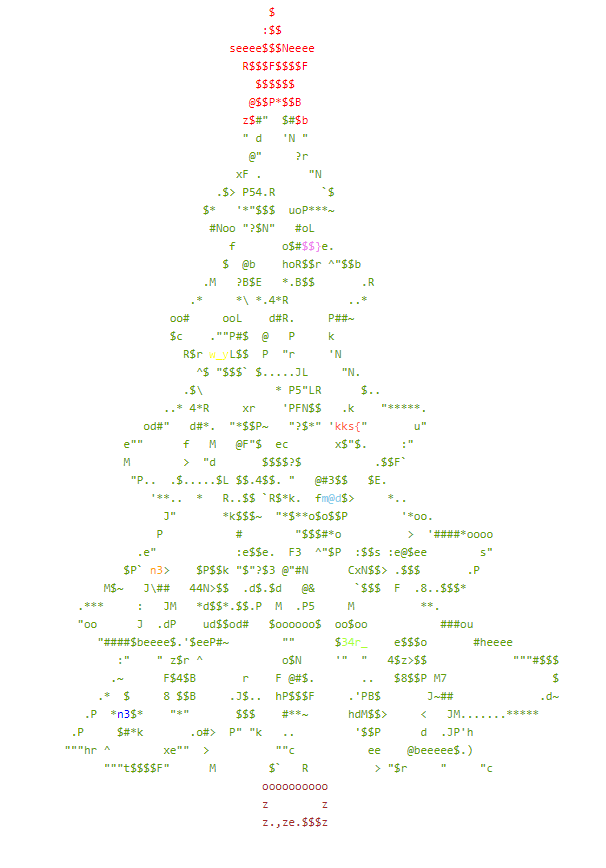 $
:$$
seeee$$$Neeee
R$$$F$$$$F
$$$$$$
@$$P*$$B
z$#"  $#$b
" d   'N "
@"     ?r
xF .       "N
.$> P54.R       `$
$*   '*"$$$  uoP***~
#Noo "?$N"   #oL
f       o$#$$}e.
$  @b    hoR$$r ^"$$b
.M   ?B$E   *.B$$       .R
.*     *\ *.4*R         ..*
oo#     ooL    d#R.     P##~
$c    .""P#$  @   P     k
R$r w_yL$$  P  "r     'N
^$ "$$$` $.....JL     "N.
.$\           * P5"LR      $..
..* 4*R     xr    'PFN$$   .k    "*****.
od#"   d#*.  "*$$P~   "?$*" 'kks{"       u"
e""      f   M   @F"$  ec       x$"$.     :"
M        >  "d       $$$$?$           .$$F`
"P..  .$.....$L $$.4$$. "   @#3$$   $E.
'**..  *   R..$$ `R$*k.  fm@d$>     *..
J"       *k$$$~  "*$**o$o$$P        '*oo.
P           #        "$$$#*o          >  '####*oooo
.e"            :e$$e.  F3  ^"$P  :$$s :e@$ee        s"
$P` n3>    $P$$k "$"?$3 @"#N      CxN$$> .$$$       .P
M$~   J\##   44N>$$  .d$.$d   @&      `$$$  F  .8..$$$*
.***     :   JM   *d$$*.$$.P  M  .P5     M          **.
"oo      J  .dP    ud$$od#   $oooooo$  oo$oo           ###ou
"####$beeee$.'$eeP#~        ""      $34r_    e$$$o       #heeee
:"    " z$r ^            o$N     '"  "   4$z>$$             """#$$$
.~      F$4$B       r    F @#$.       ..   $8$$P M7                $
.*  $     8 $$B     .J$..  hP$$$F     .'PB$       J~##             .d~
.P  *n3$*    "*"       $$$    #**~      hdM$$>     <   JM.......*****
.P     $#*k       .o#>  P" "k   ..         '$$P      d  .JP'h
"""hr ^        xe""  >          ""c           ee    @beeeee$.)
"""t$$$$F"      M        $`   R          > "$r     "     "c
oooooooooo
z        z
z.,ze.$$$z